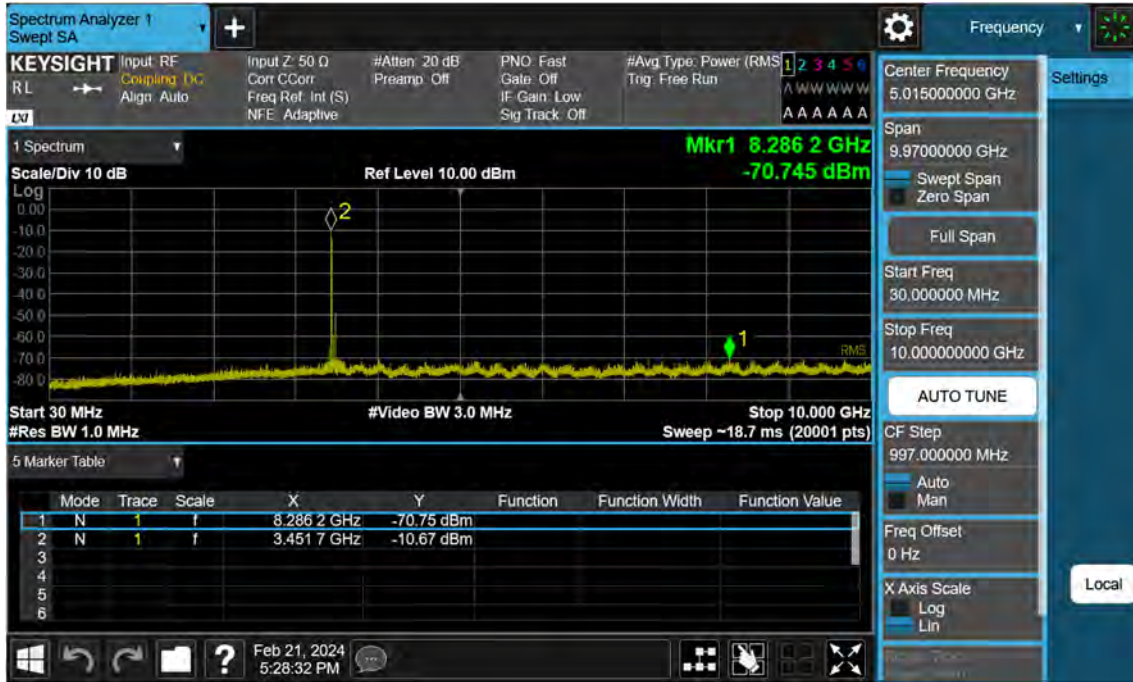 Spectrum Analyzer 1
Swept SA
Frequency
KEYSIGHT
RL
LXI
Input: RF
Coupling: DC
Align: Auto
Input Z: 50 Ω
Corr CCorr
Freq Ref: Int (S)
NFE: Adaptive
#Atten: 20 dB
Preamp: Off
PNO: Fast
Gate: Off
IF Gain: Low
Sig Track: Off
#Avg Type: Power (RMS
Trig: Free Run
1 2 3 4 5 6
A W W W W W
A A A A A A
Center Frequency
5.015000000 GHz
Settings
1 Spectrum
Mkr1 8.286 2 GHz
Scale/Div 10 dB
Ref Level 10.00 dBm
-70.745 dBm
Log
0.00
-10.0
-20.0
-30.0
-40.0
-50.0
-60.0
-70.0
-80.0
2
1
RMS
Start 30 MHz
#Video BW 3.0 MHz
Stop 10.000 GHz
#Res BW 1.0 MHz
Sweep ~18.7 ms (20001 pts)
Span
9.97000000 GHz
Swept Span
Zero Span
Full Span
Start Freq
30.000000 MHz
Stop Freq
10.000000000 GHz
AUTO TUNE
CF Step
997.000000 MHz
Auto
Man
Freq Offset
0 Hz
X Axis Scale
Log
Lin
Local
5 Marker Table
Mode Trace Scale X Y Function Function Width Function Value
1 N 1 f 8.286 2 GHz -70.75 dBm
2 N 1 f 3.451 7 GHz -10.67 dBm
3
4
5
6
?
Feb 21, 2024
5:28:32 PM